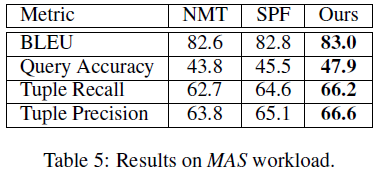 Metric NMT SPF Ours
BLEU 82.6 82.8 83.0
Query Accuracy 43.8 45.5 47.9
Tuple Recall 62.7 64.6 66.2
Tuple Precision 63.8 65.1 66.6
Table 5: Results on MAS workload.